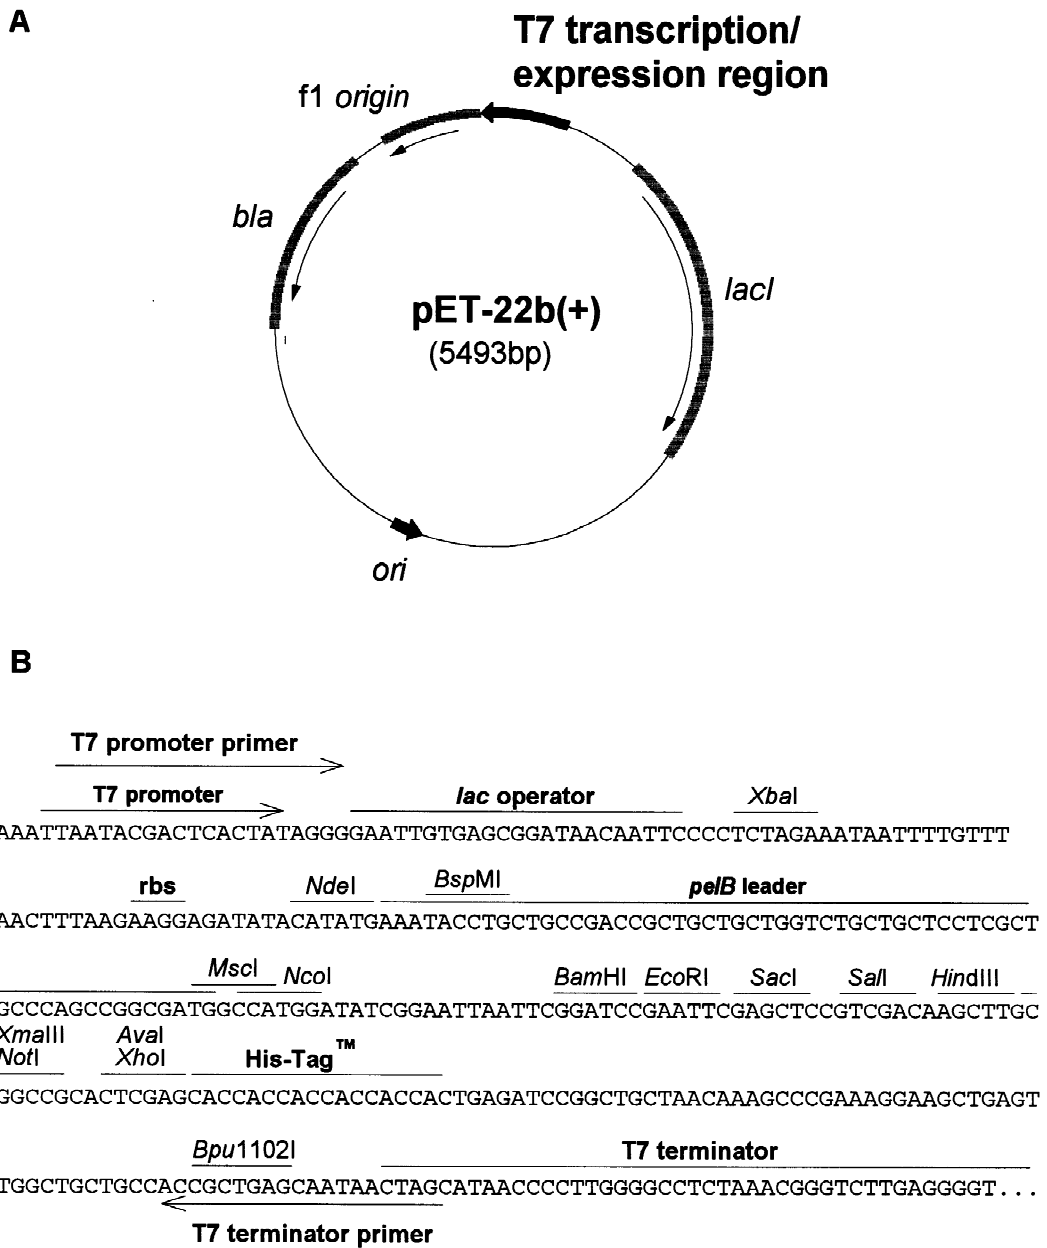 A
T7 transcription/
expression region
f1 origin
bla
lacI
pET-22b(+)
(5493bp)
ori
B
T7 promoter primer
T7 promoter lac operator XbaI
AAATTAATACGACTCACTATAGGGGAATTGTGAGCGGATAACAATTCCCCTCTAGAAATAATTTTGTTT
rbs NdeI BspMI pelB leader
AACTTTAAGAAGGAGATATACATATGAAATACCTGCTGCCGACCGCTGCTGCTGGTCTGCTGCTCCTCGCT
MscI NcoI BamHI EcoRI SacI SalI HindIII
GCCCAGCCGGCGATGGCCATGGATATCGGAATTAATTCGGATCCGAATTCGAGCTCCGTCGACAAGCTTGC
XmaIII AvaI
NotI XhoI His-Tag™
GGCCGCACTCGAGCACCACCACCACCACCACTGAGATCCGGCTGCTAACAAAGCCCGAAAGGAAGCTGAGT
Bpu1102I T7 terminator
TGGCTGCTGCCACCGCTGAGCAATAACTAGCATAACCCCTTGGGGCCTCTAAACGGGTCTTGAGGGGT...
T7 terminator primer